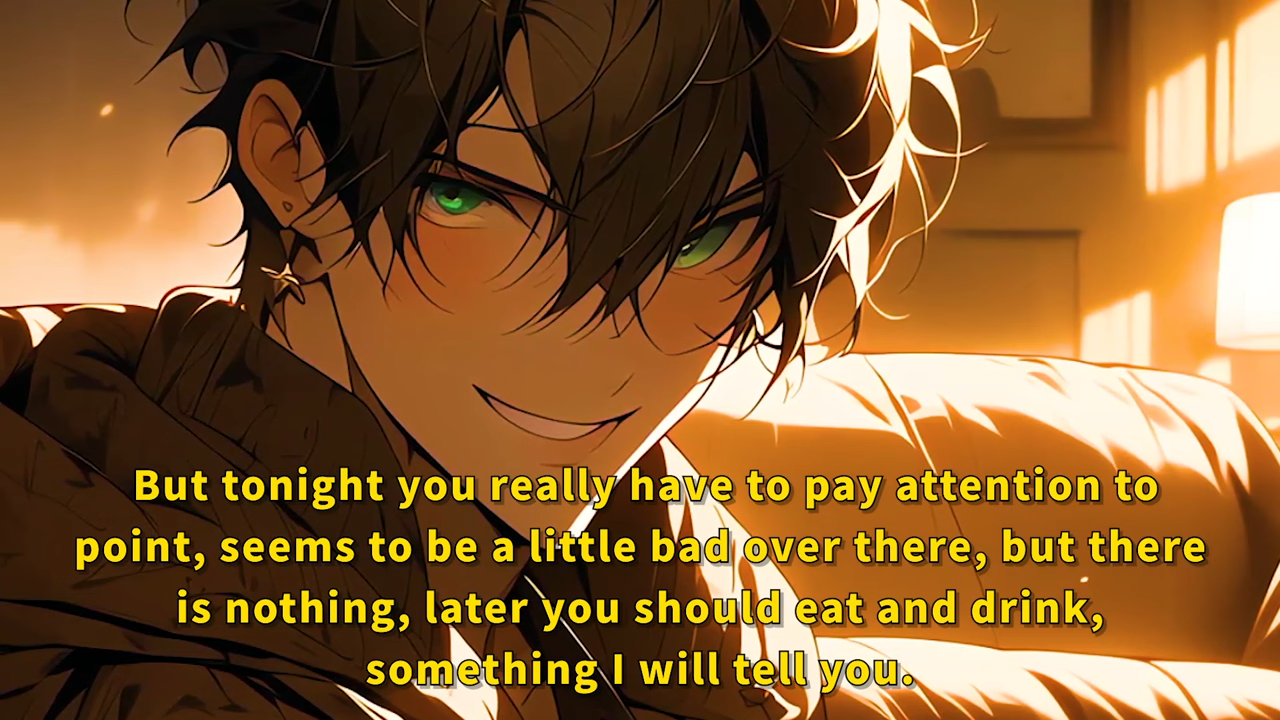 But tonight you really have to pay attention to
point, seems to be a little bad over there, but there
is nothing, later you should eat and drink,
something I will tell you.